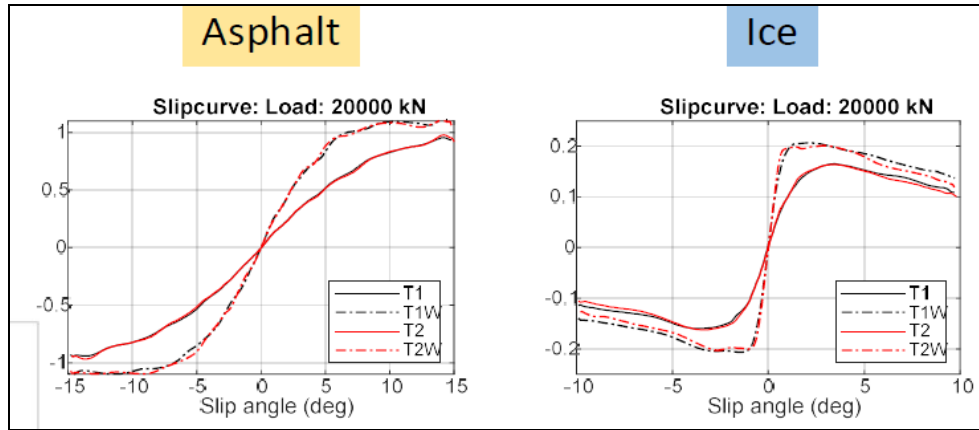 Asphalt
Slipcurve: Load: 20000 kN
1
0.5
0
-0.5
-1
-15
-10
-5
0
5
10
15
Slip angle (deg)
T1
T1W
T2
T2W
Ice
Slipcurve: Load: 20000 kN
0.2
0.1
0
-0.1
-0.2
-10
-5
0
5
10
Slip angle (deg)
T1
T1W
T2
T2W